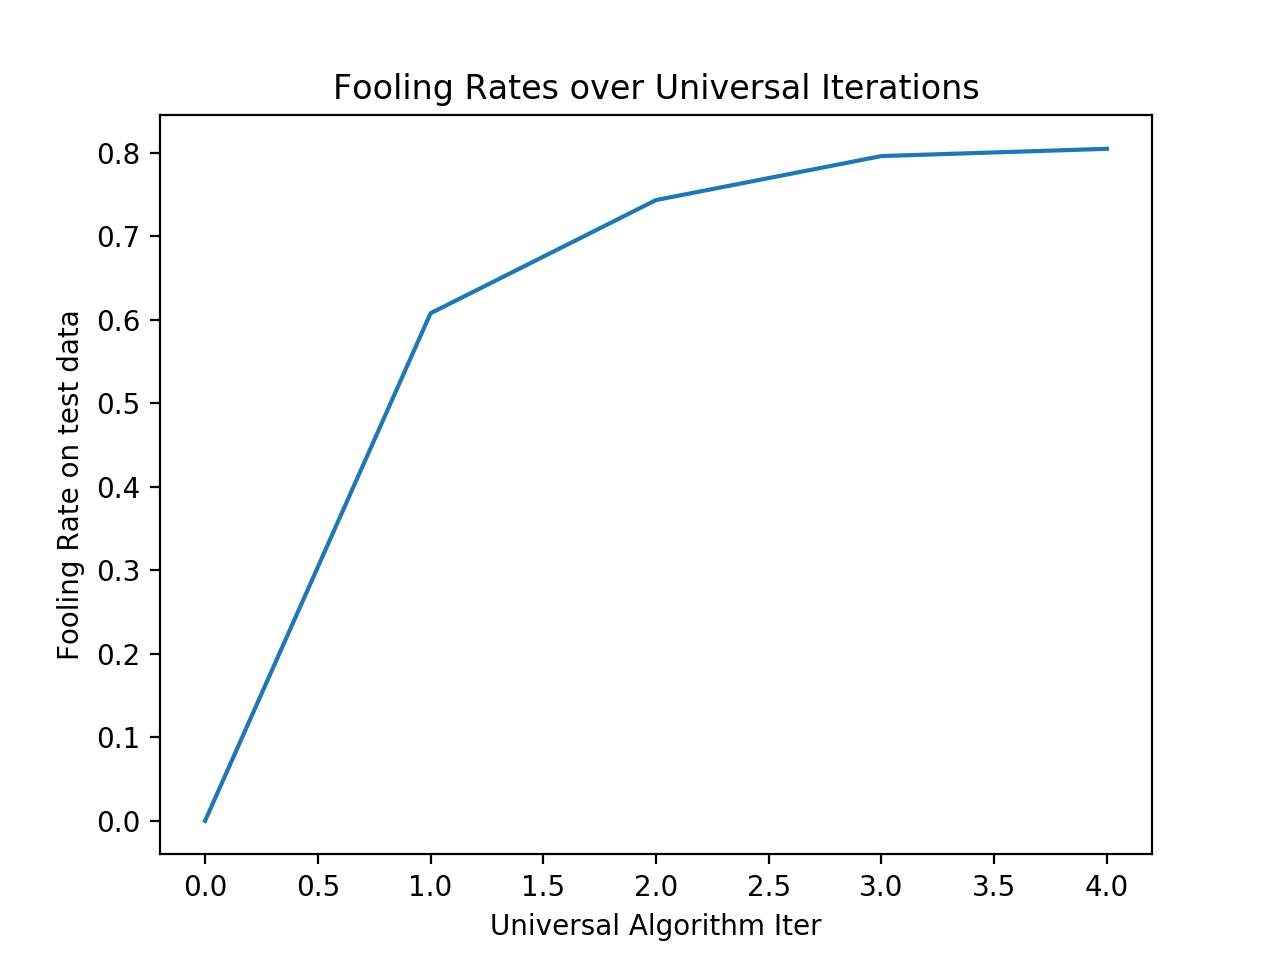 Fooling Rates over Universal Iterations
Fooling Rate on test data
0.8
0.7
0.6
0.5
0.4
0.3
0.2
0.1
0.0
0.0 0.5 1.0 1.5 2.0 2.5 3.0 3.5 4.0
Universal Algorithm Iter